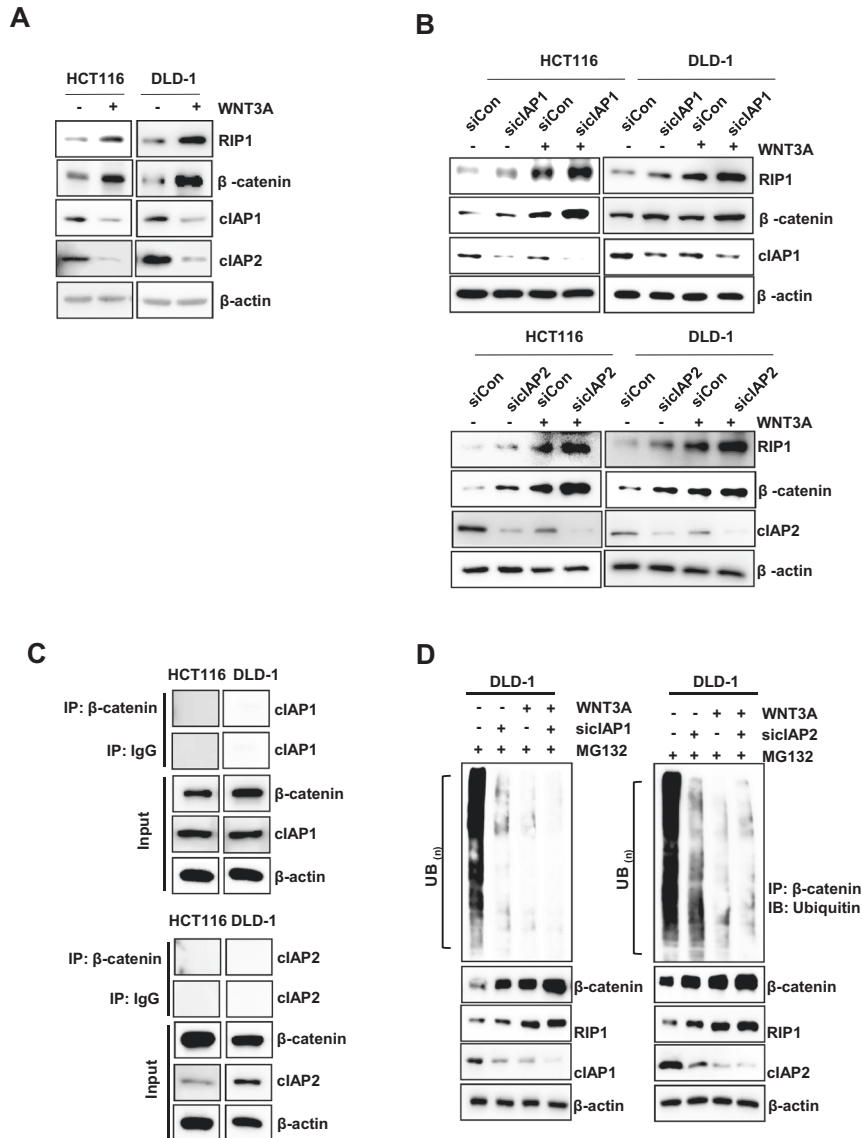 A
HCT116 DLD-1
- + - + WNT3A
RIP1
β -catenin
cIAP1
cIAP2
β-actin
B
HCT116 DLD-1
siCon sicIAP1 siCon sicIAP1 siCon sicIAP1 siCon sicIAP1
- - + + - - + + WNT3A
RIP1
β -catenin
cIAP1
β -actin
HCT116 DLD-1
siCon sicIAP2 siCon sicIAP2 siCon sicIAP2 siCon sicIAP2
- - + + - - + + WNT3A
RIP1
β -catenin
cIAP2
β -actin
C
HCT116 DLD-1
IP: β-catenin cIAP1
IP: IgG cIAP1
Input
β-catenin
cIAP1
β-actin
HCT116 DLD-1
IP: β-catenin cIAP2
IP: IgG cIAP2
Input
β-catenin
cIAP2
β-actin
D
DLD-1
- - + + WNT3A
- + - + sicIAP1
+ + + + MG132
UB (n)
β-catenin
RIP1
cIAP1
β-actin
DLD-1
- - + + WNT3A
- + - + sicIAP2
+ + + + MG132
UB (n)
IP: β-catenin
IB: Ubiquitin
β-catenin
RIP1
cIAP2
β-actin